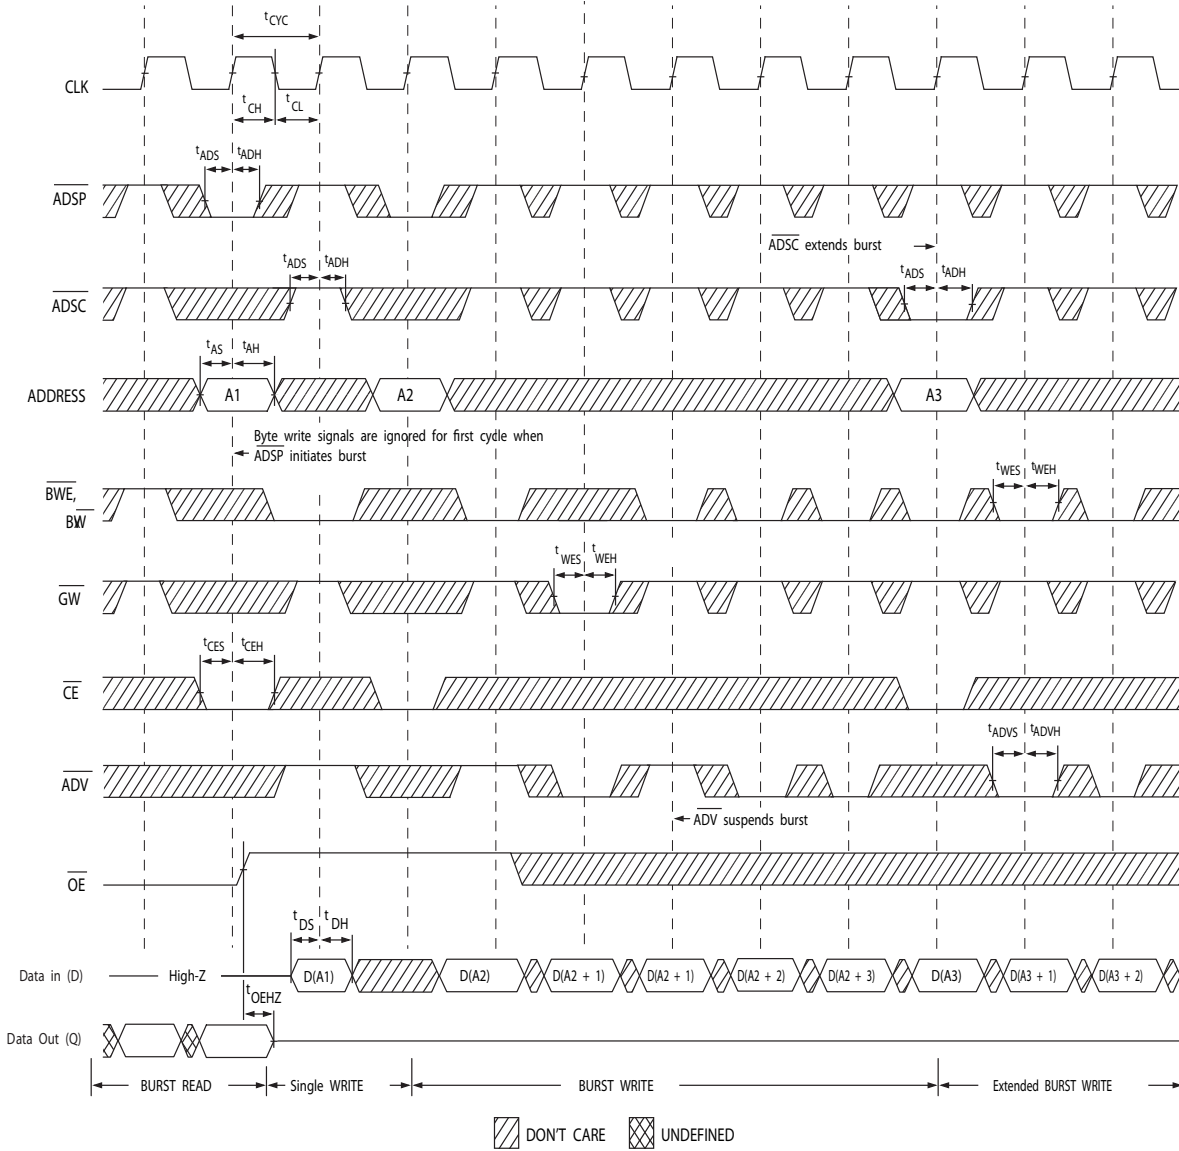 tCYC
CLK
tCH tCL
tADS tADH
ADSP
ADSC extends burst
tADS tADH tADS tADH
ADSC
tAS tAH
ADDRESS A1 A2 A3
Byte write signals are ignored for first cycle when
ADSP initiates burst
tWES tWEH
BWE,
BWx
tWES tWEH
GW
tCES tCEH
CE
tADVS tADVH
ADV
ADV suspends burst
OE
tDS tDH
Data in (D) High-Z D(A1) D(A2) D(A2 + 1) D(A2 + 1) D(A2 + 2) D(A2 + 3) D(A3) D(A3 + 1) D(A3 + 2)
tOEHZ
Data Out (Q)
BURST READ Single WRITE BURST WRITE Extended BURST WRITE
DON'T CARE UNDEFINED